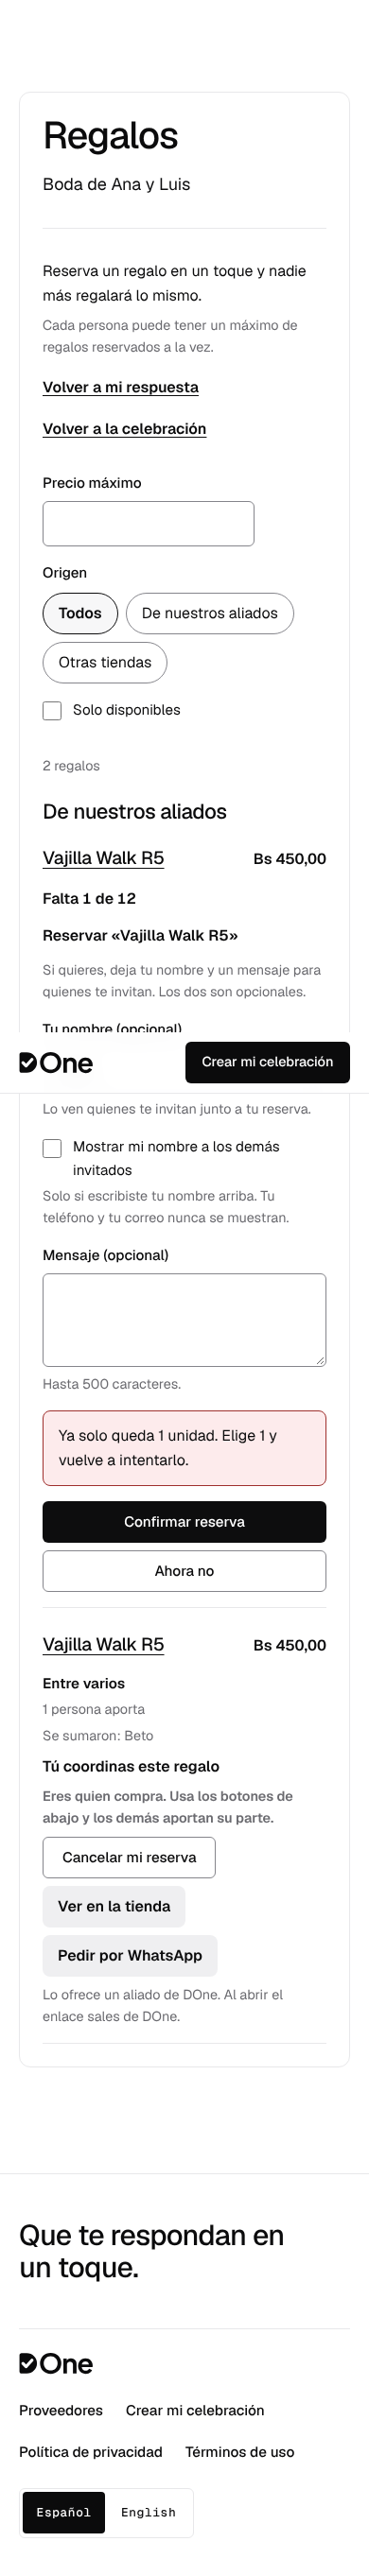 Regalos
Boda de Ana y Luis
Reserva un regalo en un toque y nadie
más regalará lo mismo.
Cada persona puede tener un máximo de
regalos reservados a la vez.
Volver a mi respuesta
Volver a la celebración
Precio máximo
Origen
Todos
De nuestros aliados
Otras tiendas
Solo disponibles
2 regalos
De nuestros aliados
Vajilla Walk R5
Bs 450,00
Falta 1 de 12
Reservar «Vajilla Walk R5»
Si quieres, deja tu nombre y un mensaje para
quienes te invitan. Los dos son opcionales.
Tu nombre (opcional)
DOne
Crear mi celebración
Lo ven quienes te invitan junto a tu reserva.
Mostrar mi nombre a los demás
invitados
Solo si escribiste tu nombre arriba. Tu
teléfono y tu correo nunca se muestran.
Mensaje (opcional)
Hasta 500 caracteres.
Ya solo queda 1 unidad. Elige 1 y
vuelve a intentarlo.
Confirmar reserva
Ahora no
Vajilla Walk R5
Bs 450,00
Entre varios
1 persona aporta
Se sumaron: Beto
Tú coordinas este regalo
Eres quien compra. Usa los botones de
abajo y los demás aportan su parte.
Cancelar mi reserva
Ver en la tienda
Pedir por WhatsApp
Lo ofrece un aliado de DOne. Al abrir el
enlace sales de DOne.
Que te respondan en
un toque.
DOne
Proveedores
Crear mi celebración
Política de privacidad
Términos de uso
Español
English